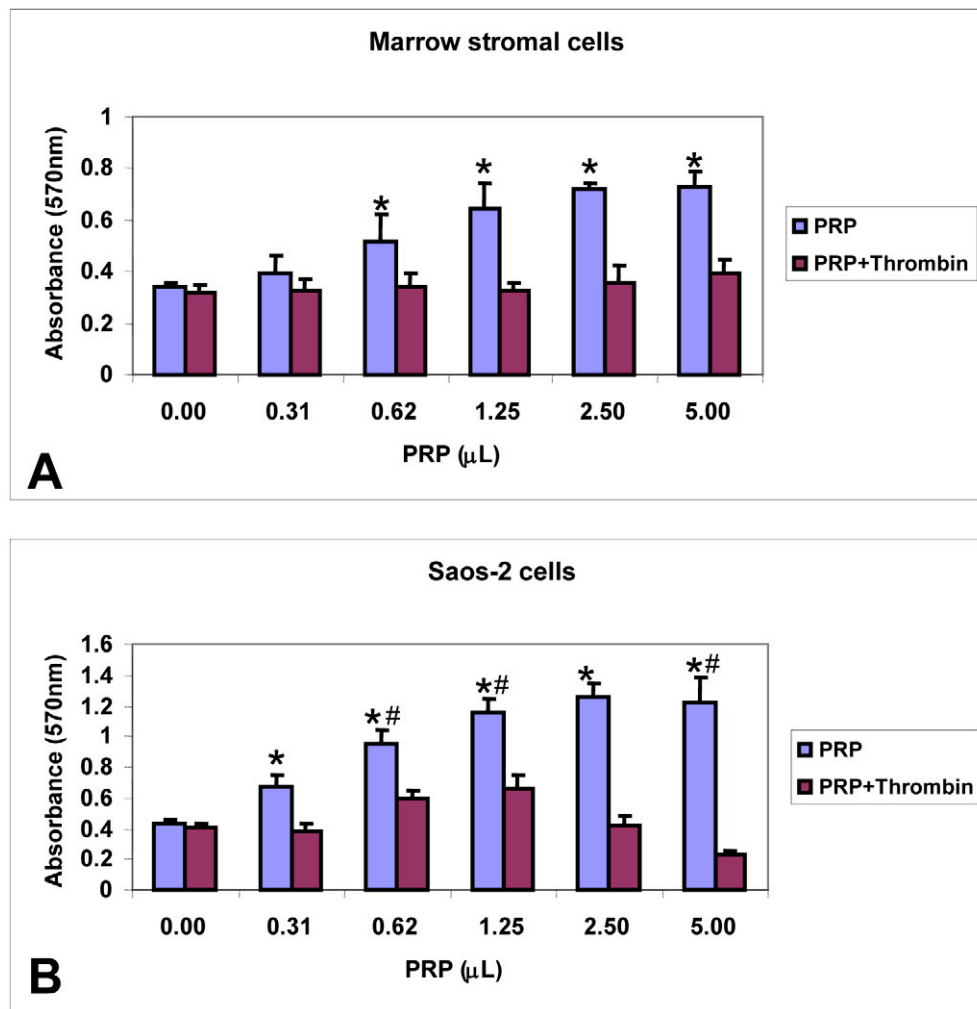 Marrow stromal cells
Absorbance (570nm)
1
0.8
0.6
0.4
0.2
0
* * * *
0.00 0.31 0.62 1.25 2.50 5.00
PRP (μL)
PRP
PRP+Thrombin
A
Saos-2 cells
Absorbance (570nm)
1.6
1.4
1.2
1
0.8
0.6
0.4
0.2
0
* *# *# * *#
0.00 0.31 0.62 1.25 2.50 5.00
PRP (μL)
PRP
PRP+Thrombin
B